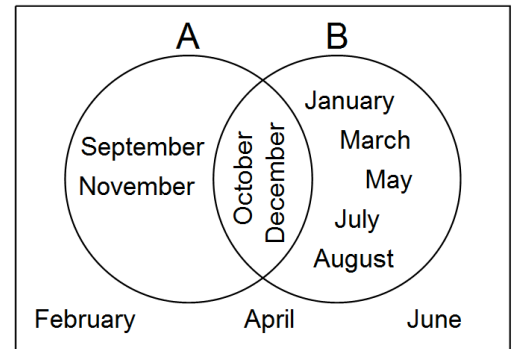 A
B
September
November
October
December
January
March
May
July
August
February
April
June